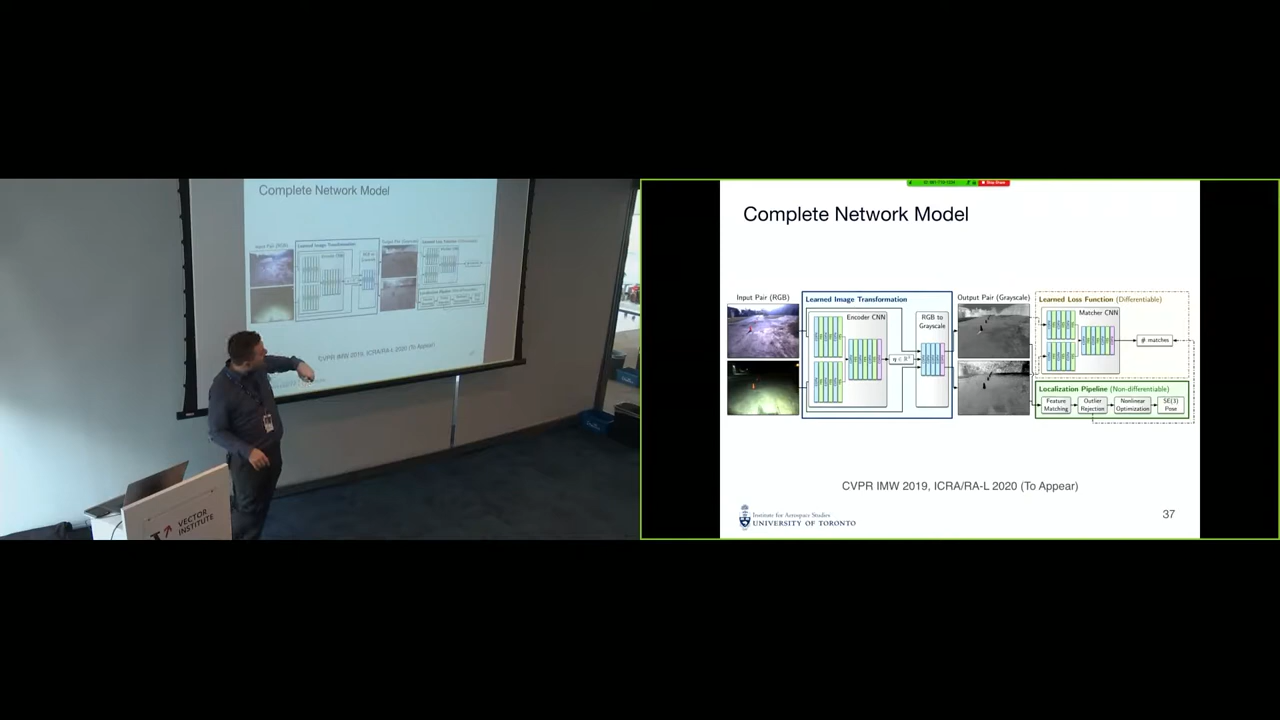 Complete Network Model
Learned Image Transformation
CVPR IMW 2019, ICRA/RA-L 2020 (To Appear)
VECTOR
INSTITUTE
Complete Network Model
Input Pair (RGB)
Learned Image Transformation
Encoder CNN
RGB to
Grayscale
Output Pair (Grayscale)
Learned Loss Function (Differentiable)
Matcher CNN
# matches
Localization Pipeline (Non-differentiable)
Feature
Matching
Outlier
Rejection
Nonlinear
Optimization
SE(3)
Pose
CVPR IMW 2019, ICRA/RA-L 2020 (To Appear)
Institute for Aerospace Studies
UNIVERSITY OF TORONTO
37